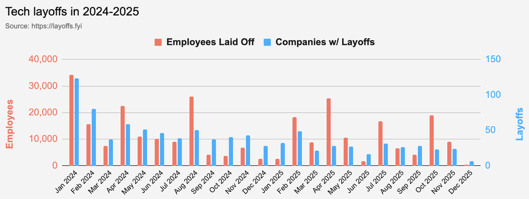 Tech layoffs in 2024-2025
Source: https://layoffs.fyi
Employees Laid Off
Companies w/ Layoffs
Employees
40,000
30,000
20,000
10,000
0
150
100
50
0
Layoffs
Jan 2024
Feb 2024
Mar 2024
Apr 2024
May 2024
Jun 2024
Jul 2024
Aug 2024
Sep 2024
Oct 2024
Nov 2024
Dec 2024
Jan 2025
Feb 2025
Mar 2025
Apr 2025
May 2025
Jun 2025
Jul 2025
Aug 2025
Sep 2025
Oct 2025
Nov 2025
Dec 2025